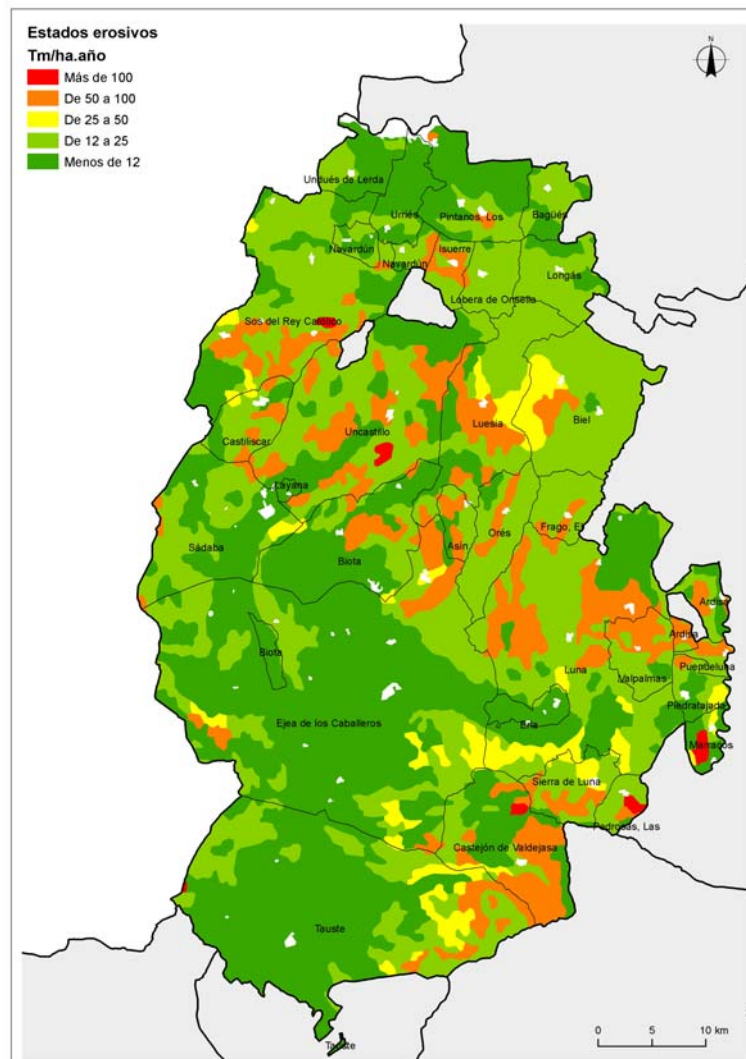 Estados erosivos
Tm/ha.año
Más de 100
De 50 a 100
De 25 a 50
De 12 a 25
Menos de 12
N
Undués de Lerda
Urriés
Pintanos, Los
Bagüés
Navardún
Navardún
Isuerre
Longás
Lobera de Onsella
Sos del Rey Católico
Castiliscar
Uncastillo
Luesia
Biel
Layana
Sádaba
Biota
Asín
Orés
Frago, El
Ardisa
Ardisa
Biota
Luna
Valpalmas
Puendeluna
Piedratajada
Ejea de los Caballeros
Erla
Marracos
Sierra de Luna
Pedrosas, Las
Castejón de Valdejasa
Tauste
Tauste
0 5 10 km